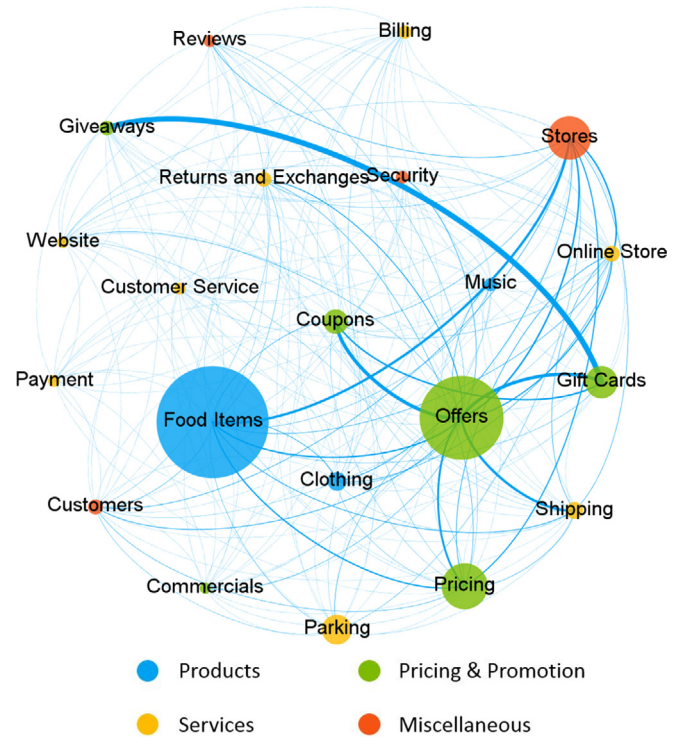 Billing
Reviews
Giveaways
Stores
Returns and Exchanges
Security
Website
Online Store
Customer Service
Music
Coupons
Payment
Gift Cards
Food Items
Offers
Clothing
Customers
Shipping
Commercials
Pricing
Parking
Products
Pricing & Promotion
Services
Miscellaneous